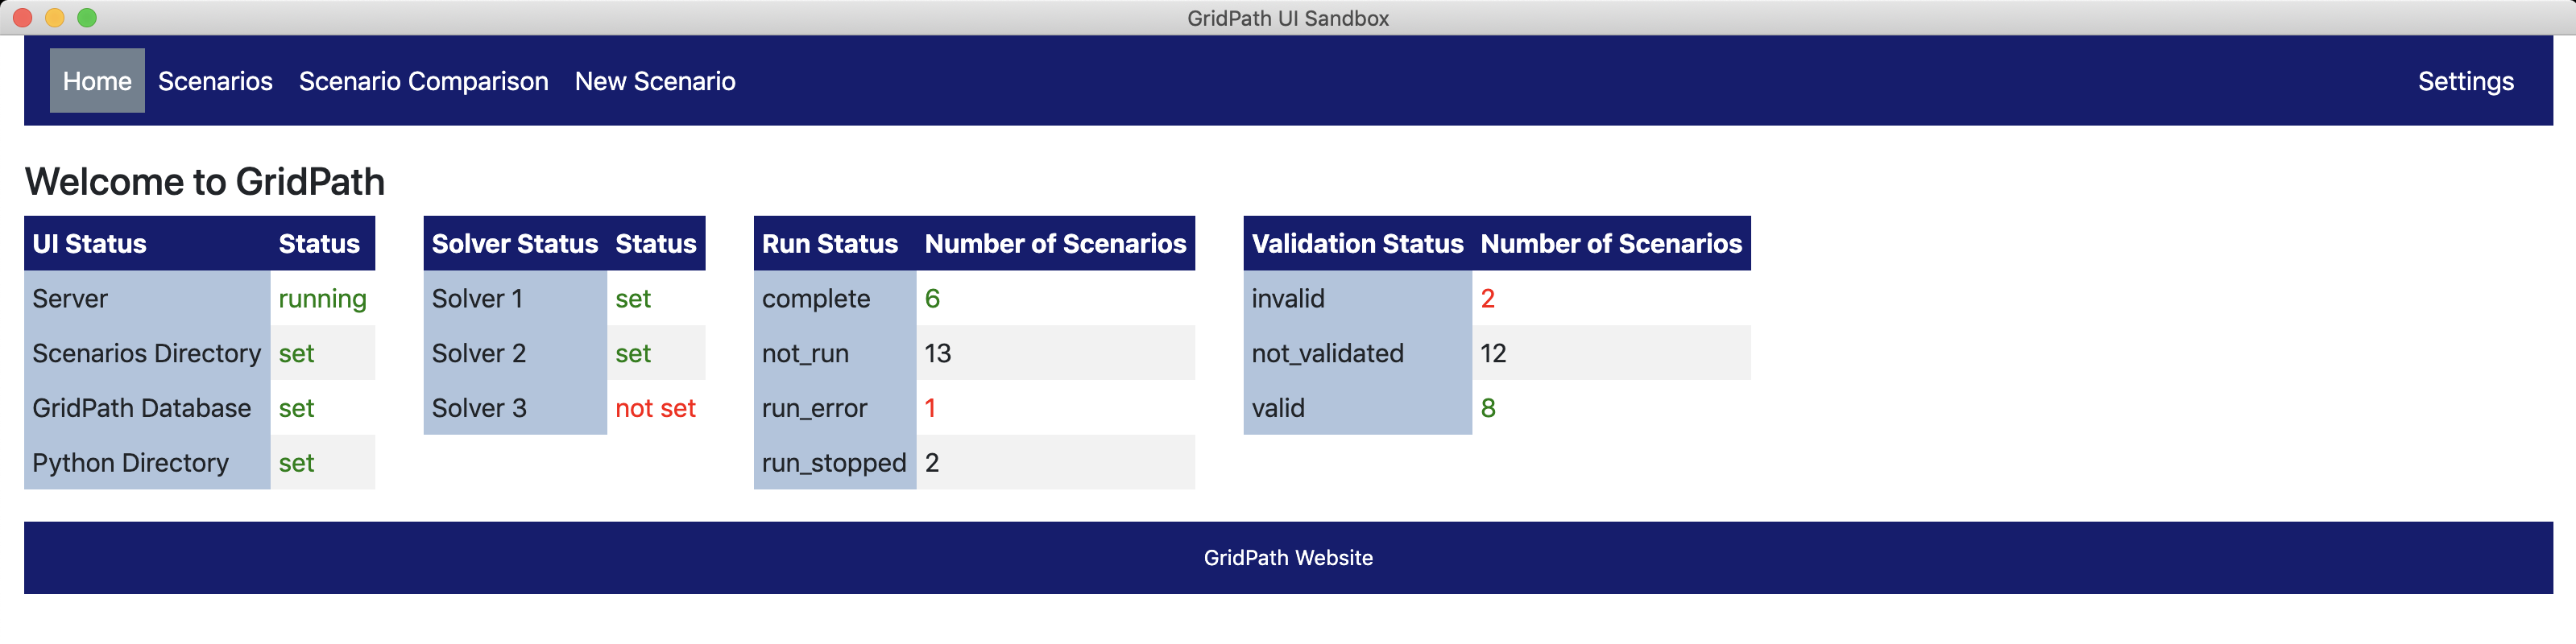 GridPath UI Sandbox
Home Scenarios Scenario Comparison New Scenario Settings
Welcome to GridPath
UI Status Status
Server running
Scenarios Directory set
GridPath Database set
Python Directory set
Solver Status Status
Solver 1 set
Solver 2 set
Solver 3 not set
Run Status Number of Scenarios
complete 6
not_run 13
run_error 1
run_stopped 2
Validation Status Number of Scenarios
invalid 2
not_validated 12
valid 8
GridPath Website